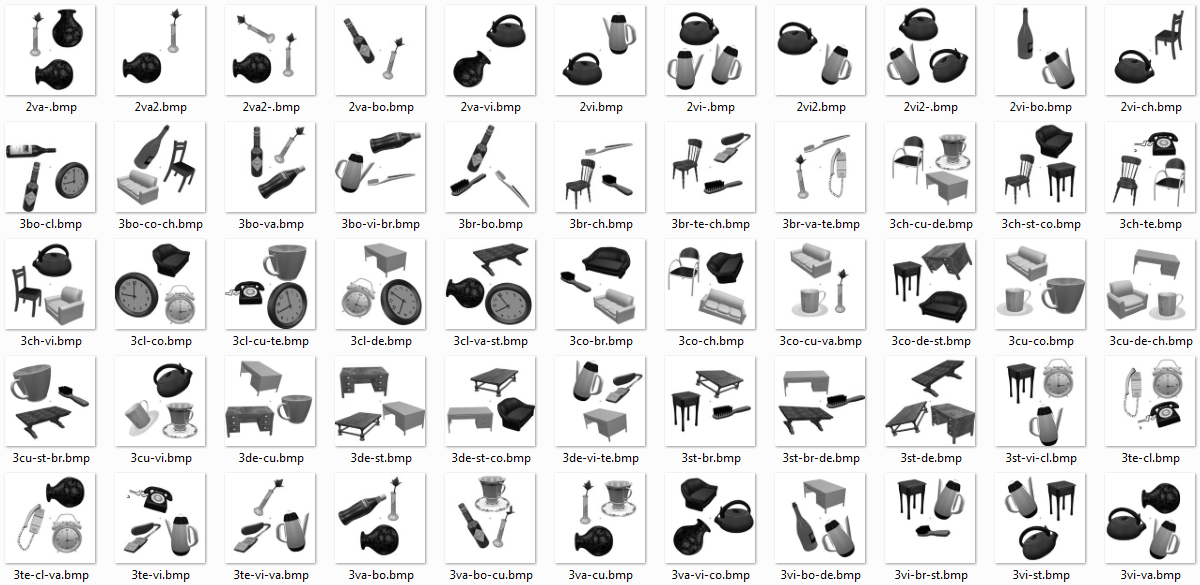 2va-.bmp 2va2.bmp 2va2-.bmp 2va-bo.bmp 2va-vi.bmp 2vi.bmp 2vi-.bmp 2vi2.bmp 2vi2-.bmp 2vi-bo.bmp 2vi-ch.bmp
3bo-cl.bmp 3bo-co-ch.bmp 3bo-va.bmp 3bo-vi-br.bmp 3br-bo.bmp 3br-ch.bmp 3br-te-ch.bmp 3br-va-te.bmp 3ch-cu-de.bmp 3ch-st-co.bmp 3ch-te.bmp
3ch-vi.bmp 3cl-co.bmp 3cl-cu-te.bmp 3cl-de.bmp 3cl-va-st.bmp 3co-br.bmp 3co-ch.bmp 3co-cu-va.bmp 3co-de-st.bmp 3cu-co.bmp 3cu-de-ch.bmp
3cu-st-br.bmp 3cu-vi.bmp 3de-cu.bmp 3de-st.bmp 3de-st-co.bmp 3de-vi-te.bmp 3st-br.bmp 3st-br-de.bmp 3st-de.bmp 3st-vi-cl.bmp 3te-cl.bmp
3te-cl-va.bmp 3te-vi.bmp 3te-vi-va.bmp 3va-bo.bmp 3va-bo-cu.bmp 3va-cu.bmp 3va-vi-co.bmp 3vi-bo-de.bmp 3vi-br-st.bmp 3vi-st.bmp 3vi-va.bmp